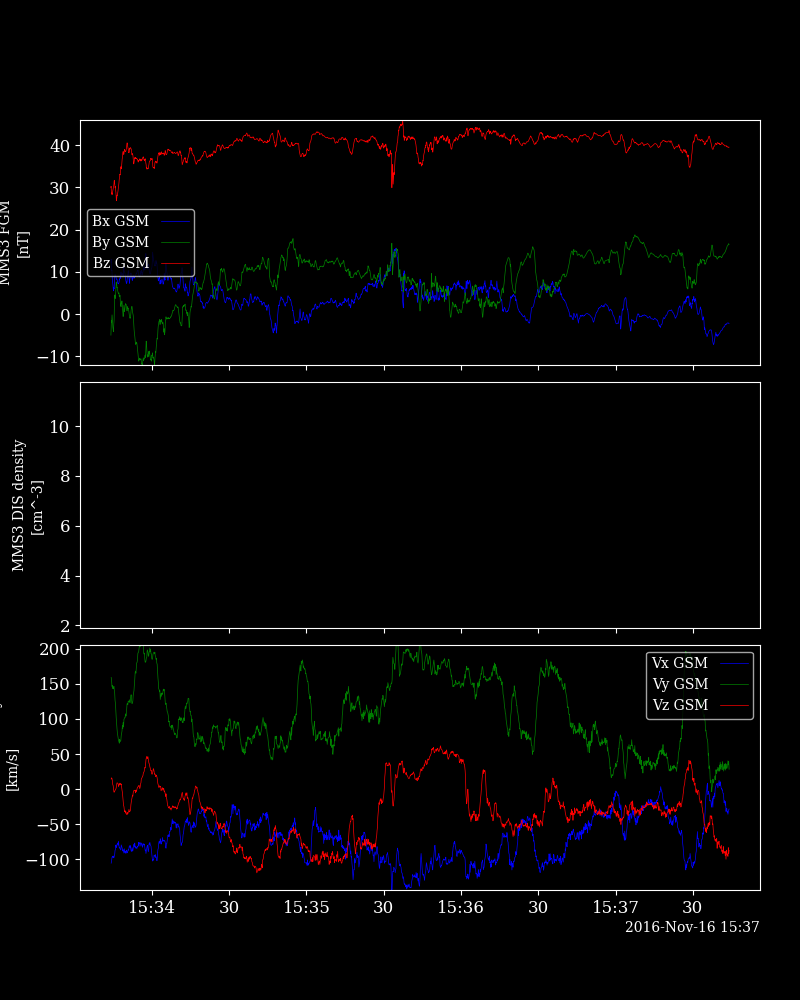 40
30
20
10
0
−10
MMS3 FGM
[nT]
Bx GSM
By GSM
Bz GSM
10
8
6
4
2
MMS3 DIS density
[cm^-3]
200
150
100
50
0
−50
−100
[km/s]
Vx GSM
Vy GSM
Vz GSM
15:34 30 15:35 30 15:36 30 15:37 30
2016-Nov-16 15:37